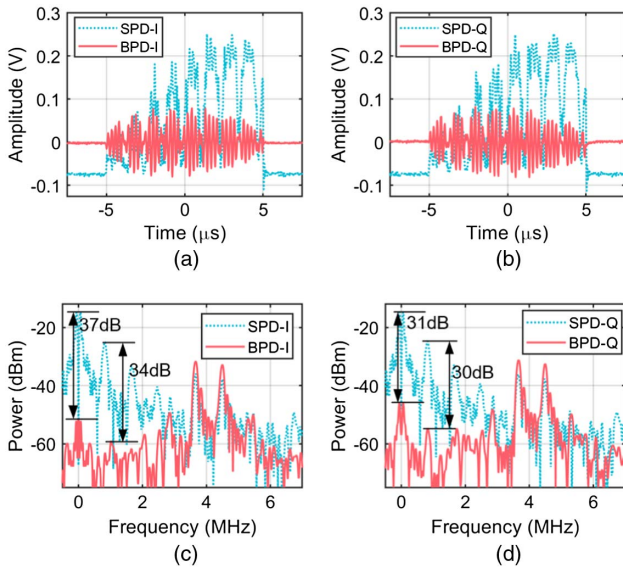 SPD-I
BPD-I
Amplitude (V)
0.3
0.2
0.1
0
-0.1
-5
0
5
Time (μs)
(a)
SPD-Q
BPD-Q
Amplitude (V)
0.3
0.2
0.1
0
-0.1
-5
0
5
Time (μs)
(b)
37dB
34dB
SPD-I
BPD-I
Power (dBm)
-20
-40
-60
0
2
4
6
Frequency (MHz)
(c)
31dB
30dB
SPD-Q
BPD-Q
Power (dBm)
-20
-40
-60
0
2
4
6
Frequency (MHz)
(d)